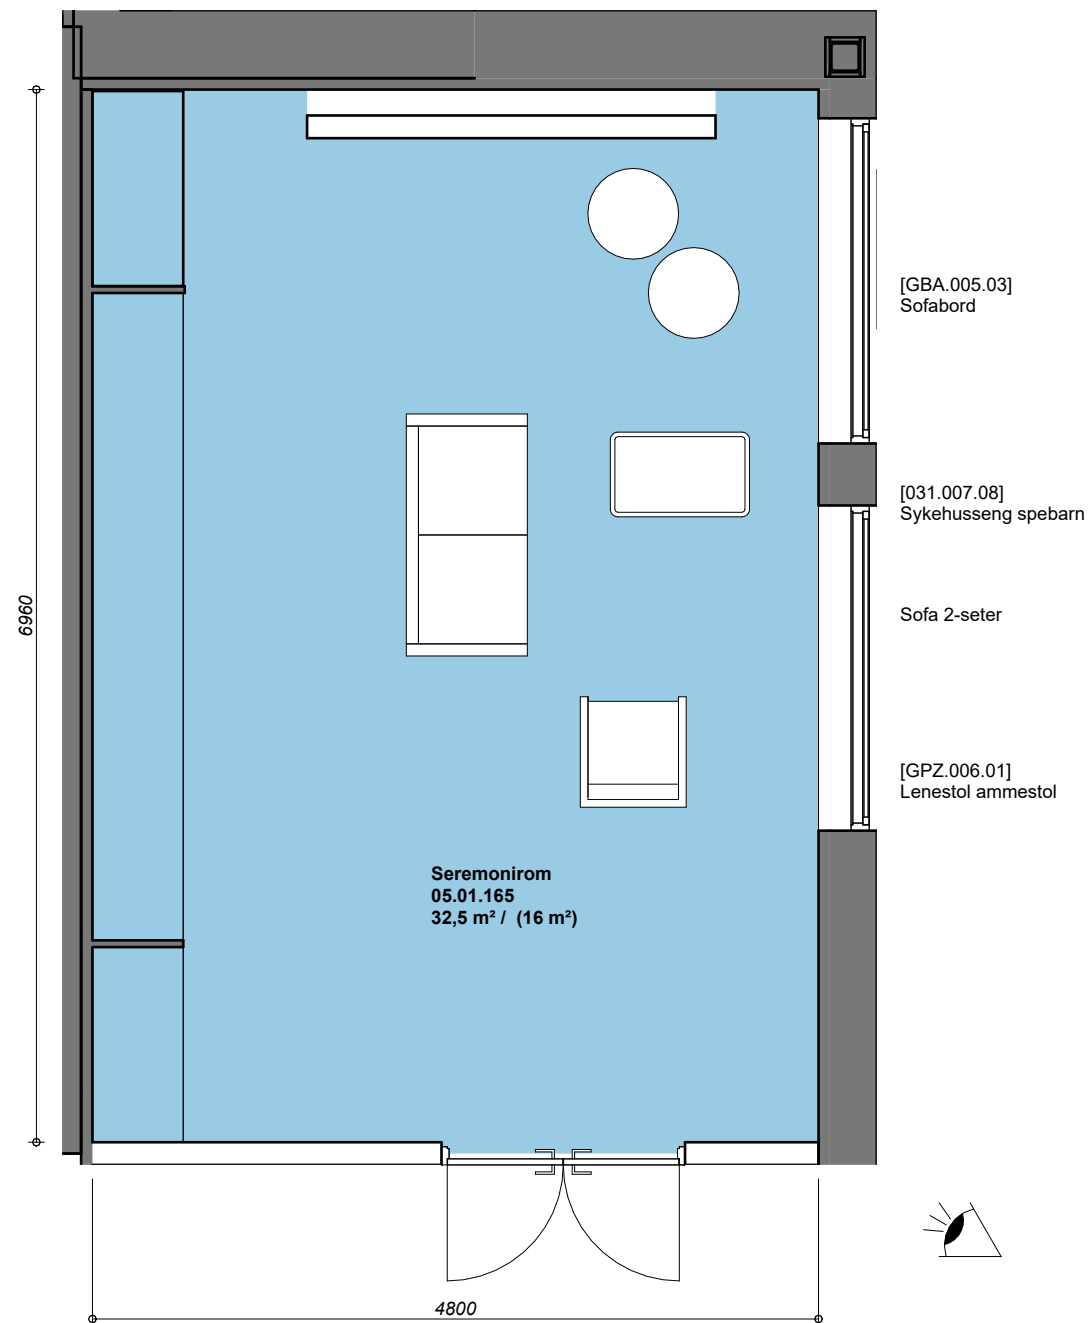 [GBA.005.03]
Sofabord
[031.007.08]
Sykehusseng spebarn
6960
Sofa 2-seter
[GPZ.006.01]
Lenestol ammestol
Seremonirom
05.01.165
32,5 m² / (16 m²)
4800